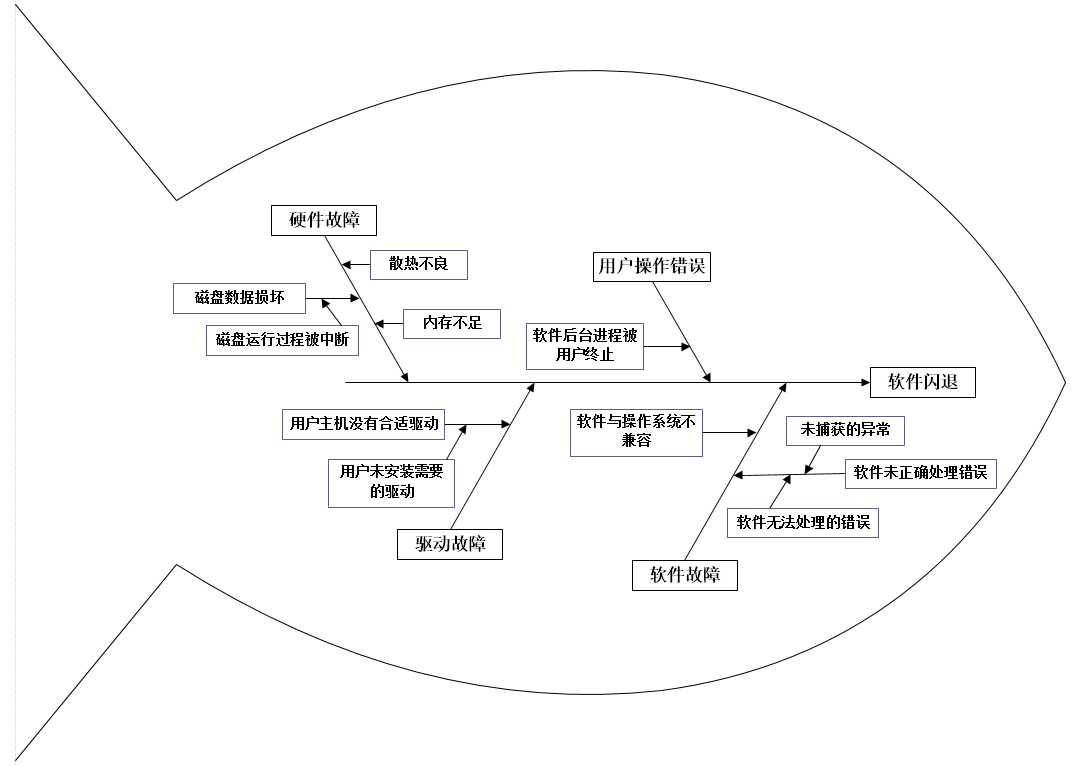 硬件故障
散热不良
用户操作错误
磁盘数据损坏
内存不足
磁盘运行过程被中断
软件后台进程被
用户终止
软件闪退
用户主机没有合适驱动
软件与操作系统不
兼容
未捕获的异常
用户未安装需要
的驱动
软件未正确处理错误
软件无法处理的错误
驱动故障
软件故障